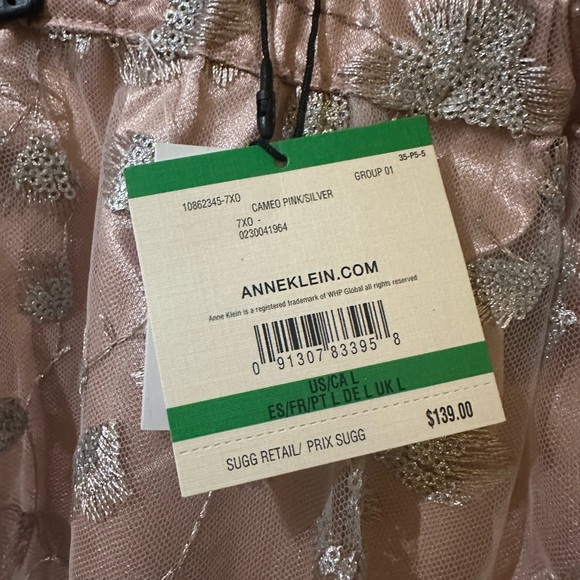 35-P5-5
10862345-7X0 CAMEO PINK/SILVER GROUP 01
7X0 -
0230041964
ANNEKLEIN.COM
Anne Klein is a registered trademark of WHP Global all rights reserved
0 91307 83395 8
US/CA L
ES/FR/PT L DE L UK L
$139.00
SUGG RETAIL/ PRIX SUGG